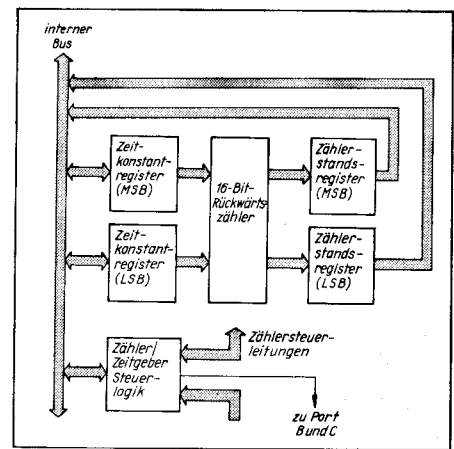 interner
Bus
Zeit-
konstant-
register
(MSB)
16-Bit-
Rückwärts-
zähler
Zähler-
stands-
register
(MSB)
Zeit-
konstant-
register
(LSB)
Zähler-
stands-
register
(LSB)
Zähler/
Zeitgeber
Steuer-
logik
Zählersteuer-
leitungen
zu Port
B und C